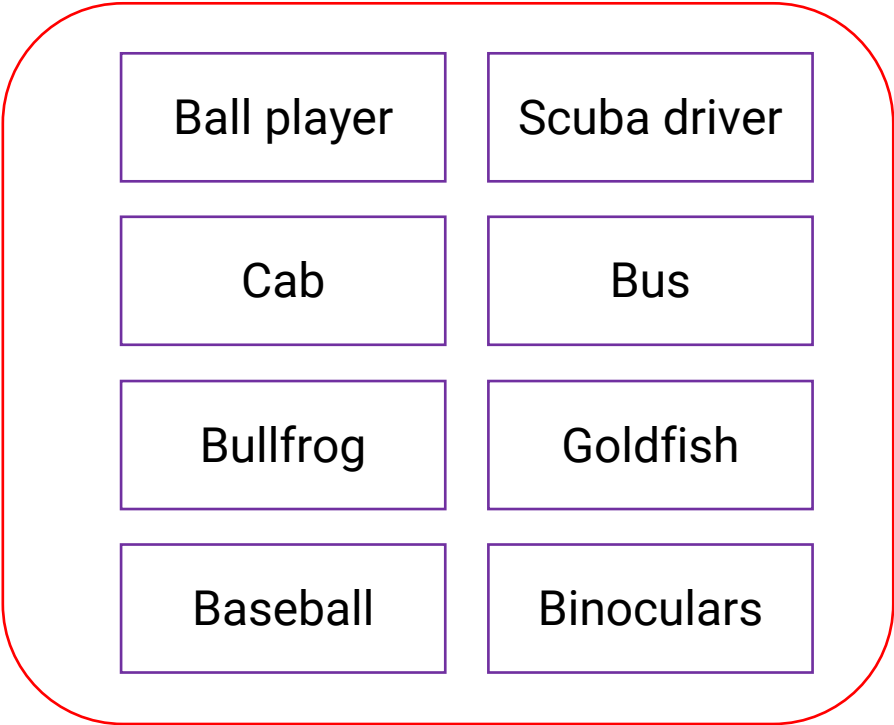 Ball player
Scuba driver
Cab
Bus
Bullfrog
Goldfish
Baseball
Binoculars